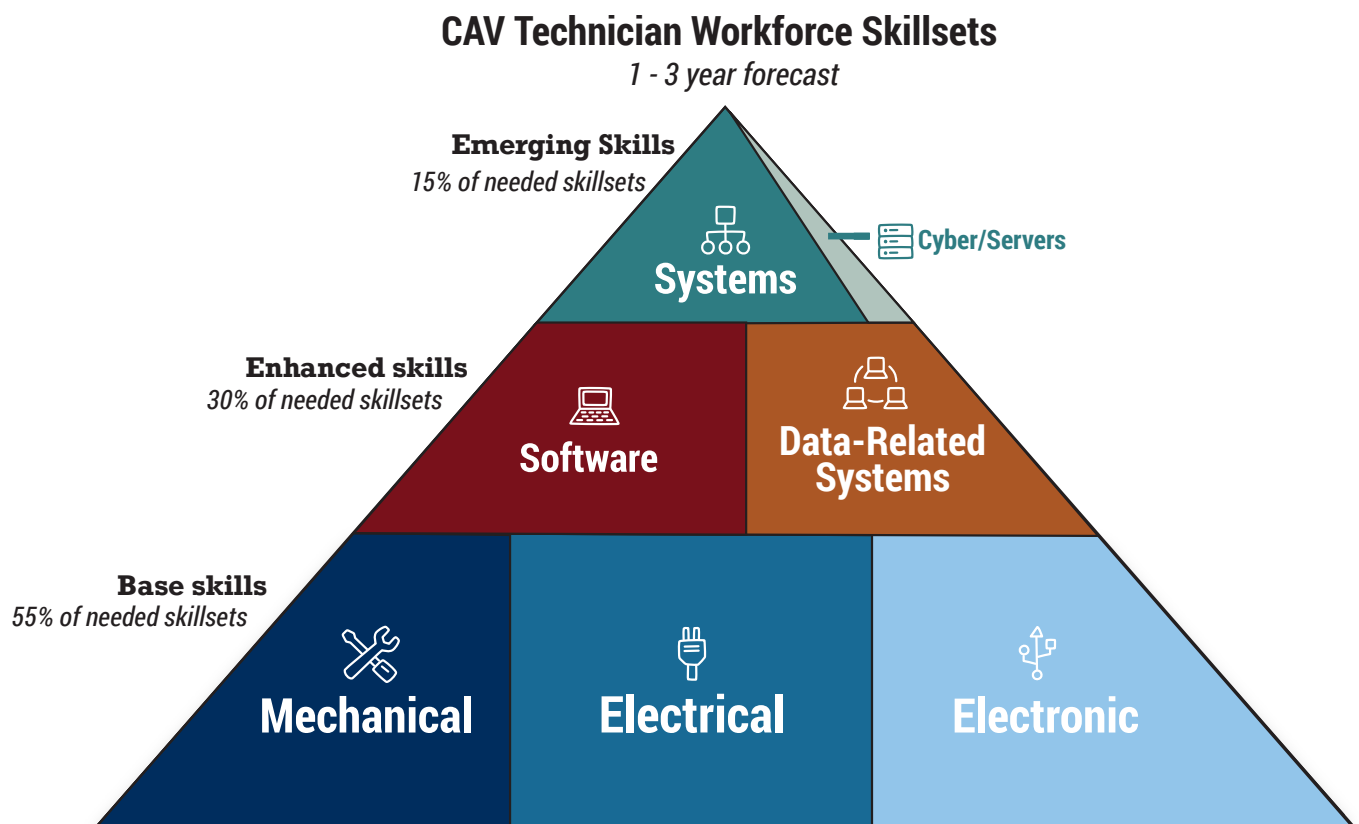 CAV Technician Workforce Skillsets
1 - 3 year forecast
Emerging Skills
15% of needed skillsets
Cyber/Servers
Systems
Enhanced skills
30% of needed skillsets
Software
Data-Related
Systems
Base skills
55% of needed skillsets
Mechanical
Electrical
Electronic